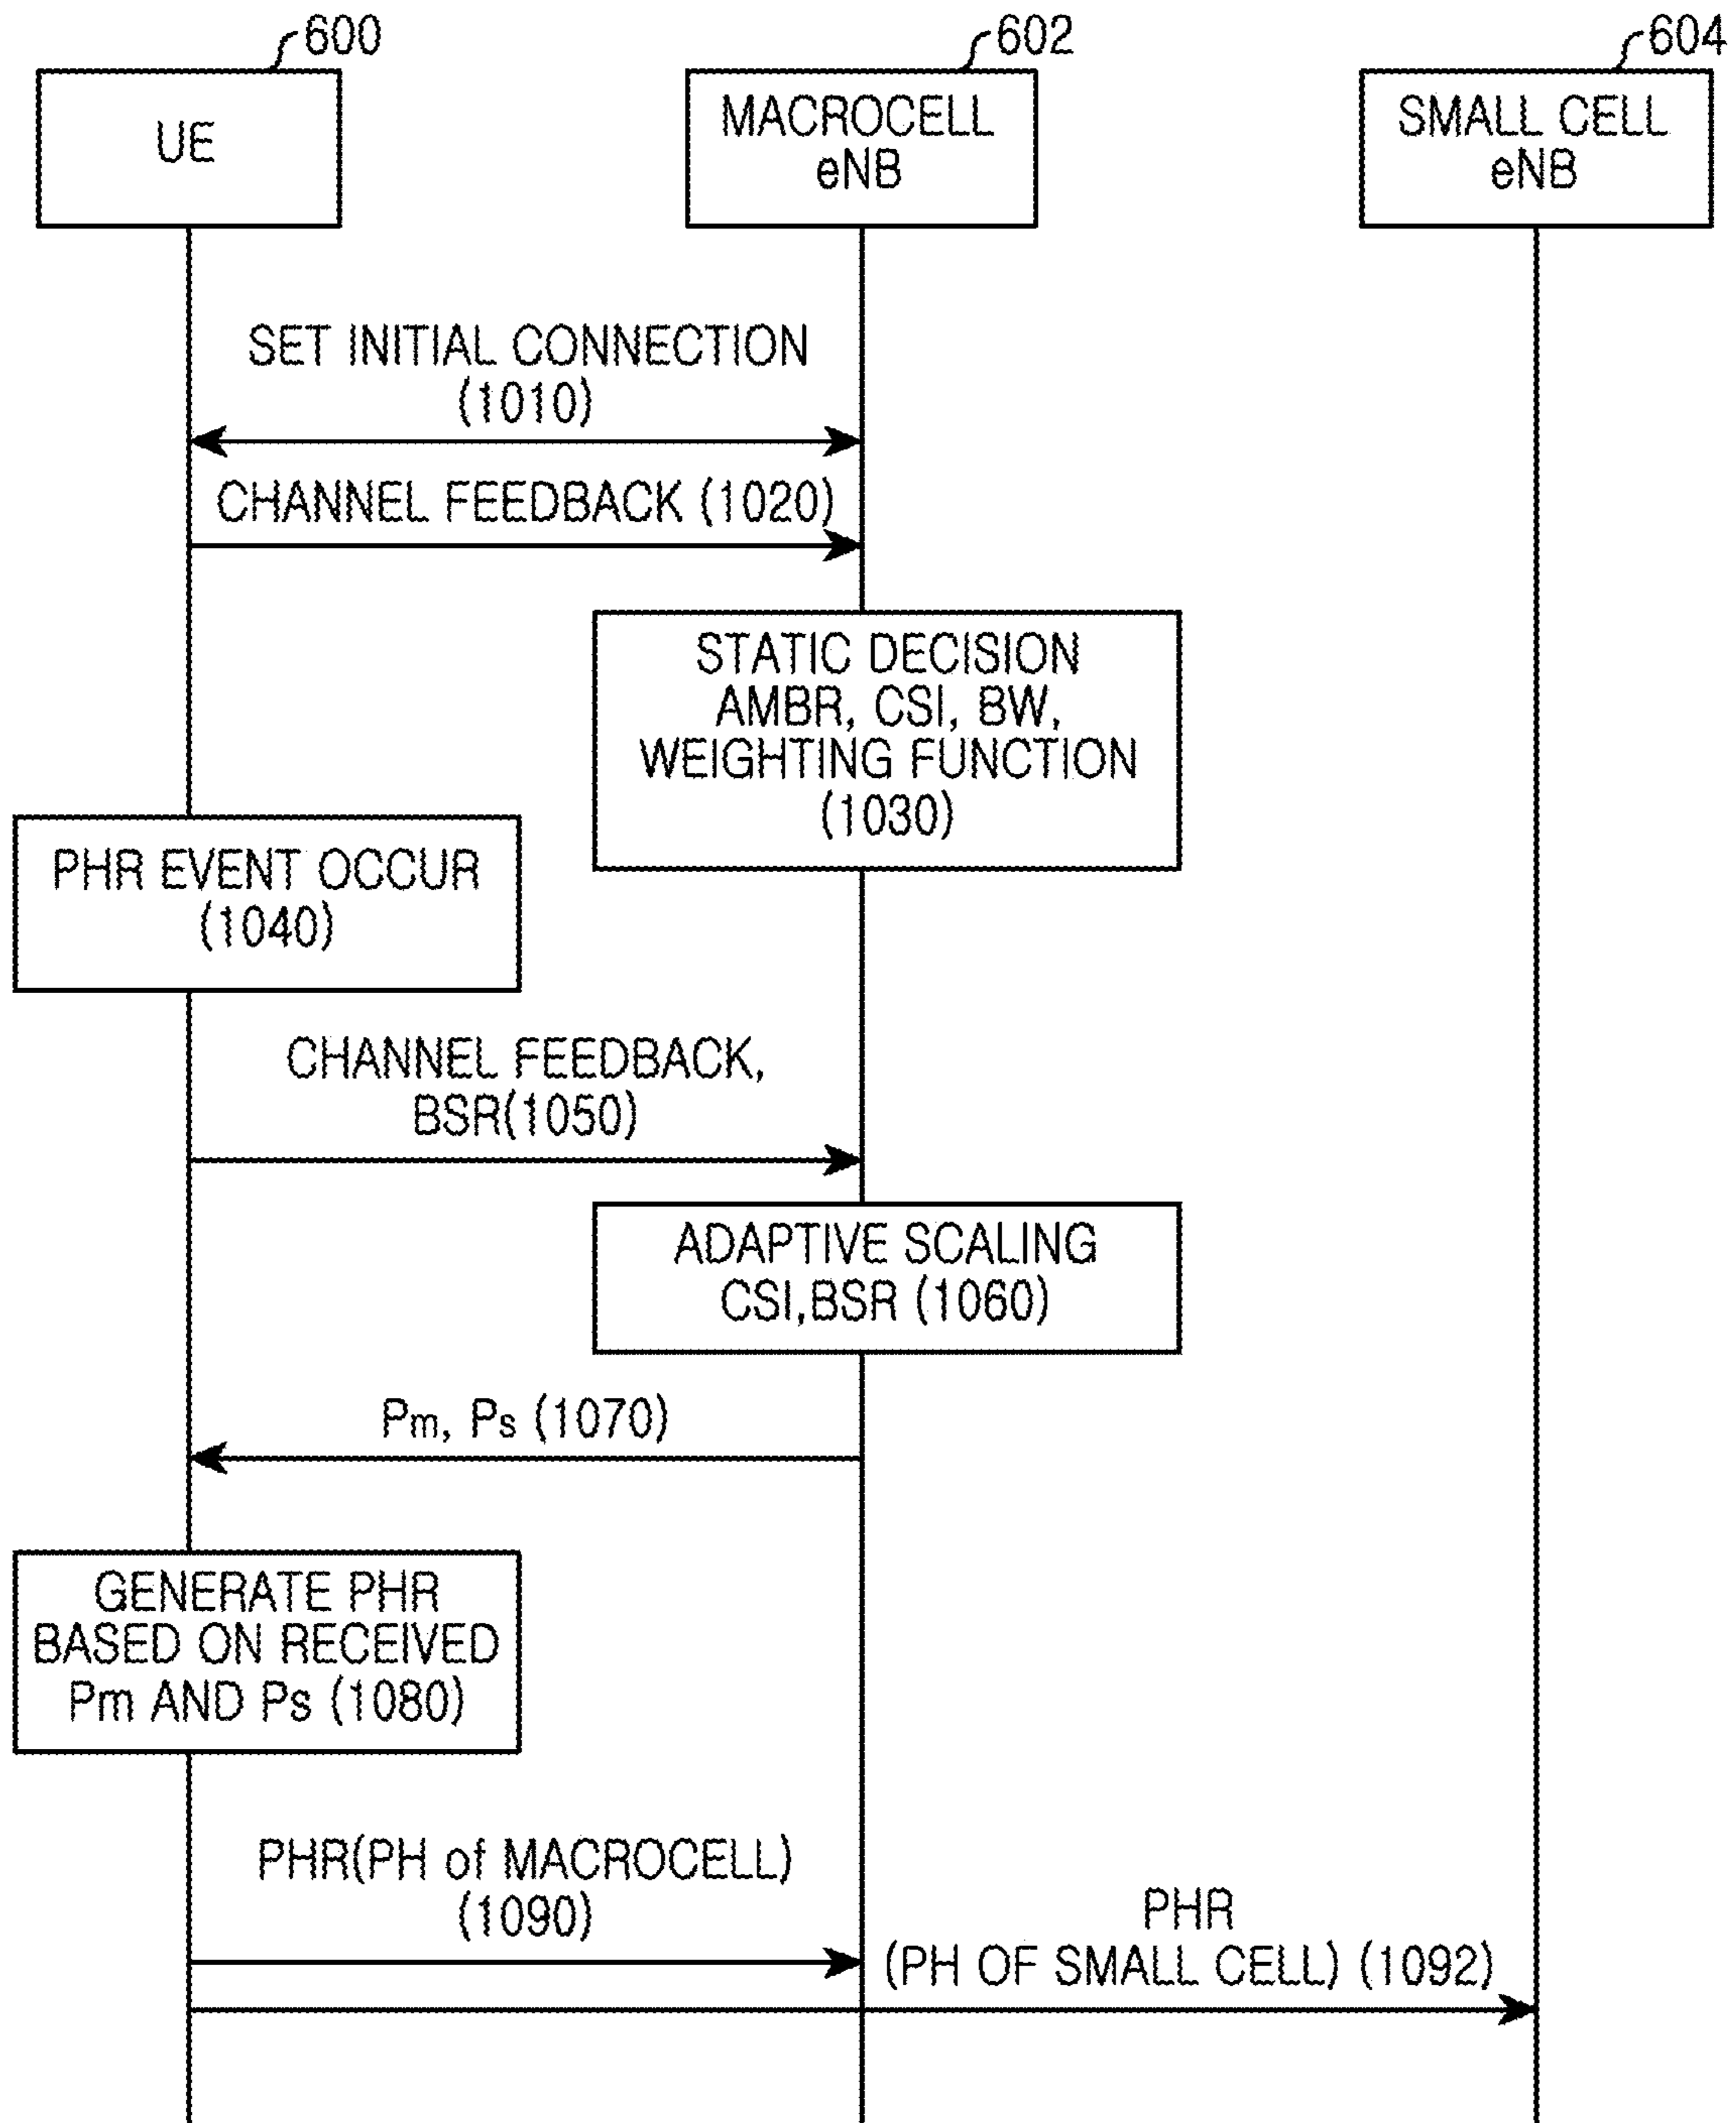 600
602
604
UE
MACROCELL
eNB
SMALL CELL
eNB
SET INITIAL CONNECTION
(1010)
CHANNEL FEEDBACK (1020)
STATIC DECISION
AMBR, CSI, BW,
WEIGHTING FUNCTION
(1030)
PHR EVENT OCCUR
(1040)
CHANNEL FEEDBACK,
BSR(1050)
ADAPTIVE SCALING
CSI,BSR (1060)
Pm, Ps (1070)
GENERATE PHR
BASED ON RECEIVED
Pm AND Ps (1080)
PHR(PH of MACROCELL)
(1090)
PHR
(PH OF SMALL CELL) (1092)